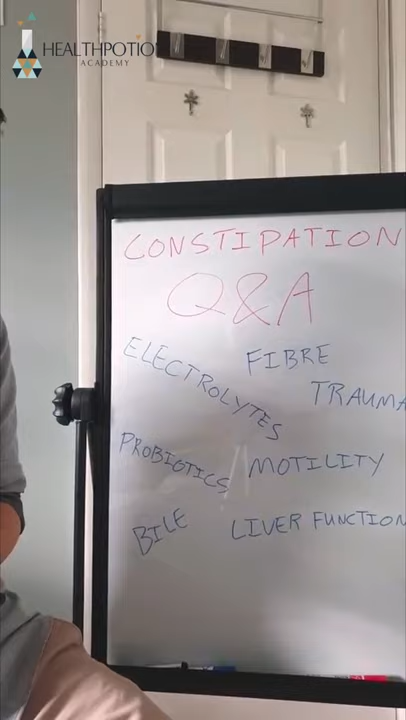 HEALTHPOTIO
ACADEMY
CONSTIPATION
Q&A
ELECTROLYTES
FIBRE
TRAUMA
PROBIOTICS
MOTILITY
BILE
LIVER FUNCTION